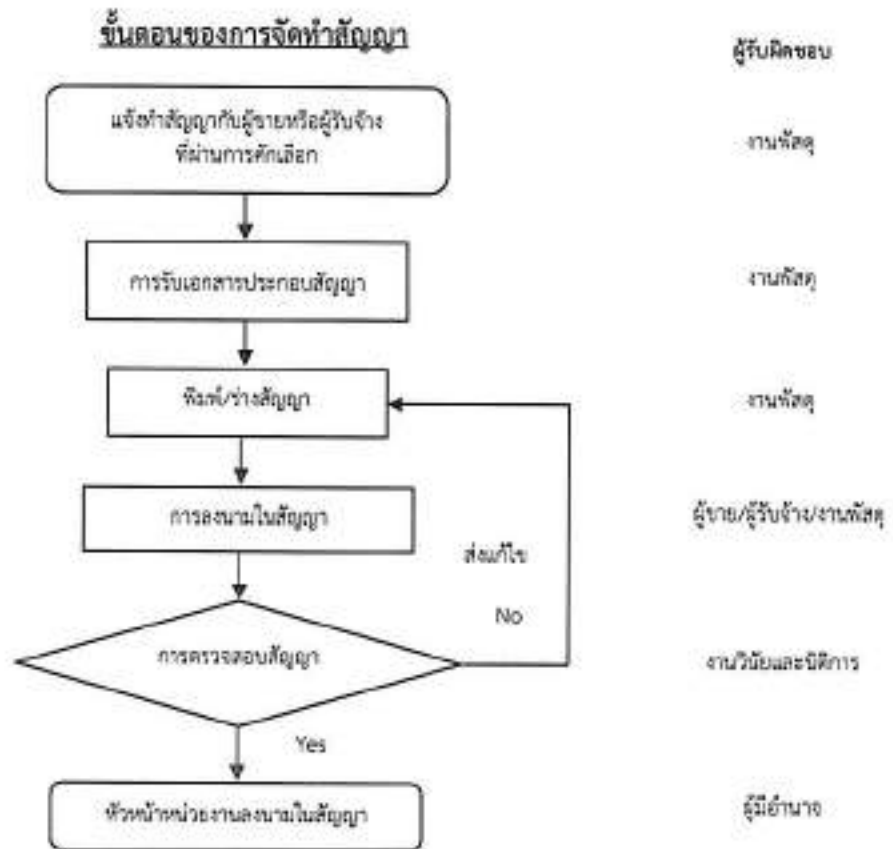 ขั้นตอนของการจัดทำสัญญา
ผู้รับผิดชอบ
แจ้งทำสัญญากับผู้ขายหรือผู้รับจ้าง
ที่ผ่านการคัดเลือก
งานพัสดุ
การรับเอกสารประกอบสัญญา
งานพัสดุ
พิมพ์/ร่างสัญญา
งานพัสดุ
การลงนามในสัญญา
ผู้ขาย/ผู้รับจ้าง/งานพัสดุ
ส่งแก้ไข
No
การตรวจสอบสัญญา
งานวินัยและนิติการ
Yes
หัวหน้าหน่วยงานลงนามในสัญญา
ผู้มีอำนาจ